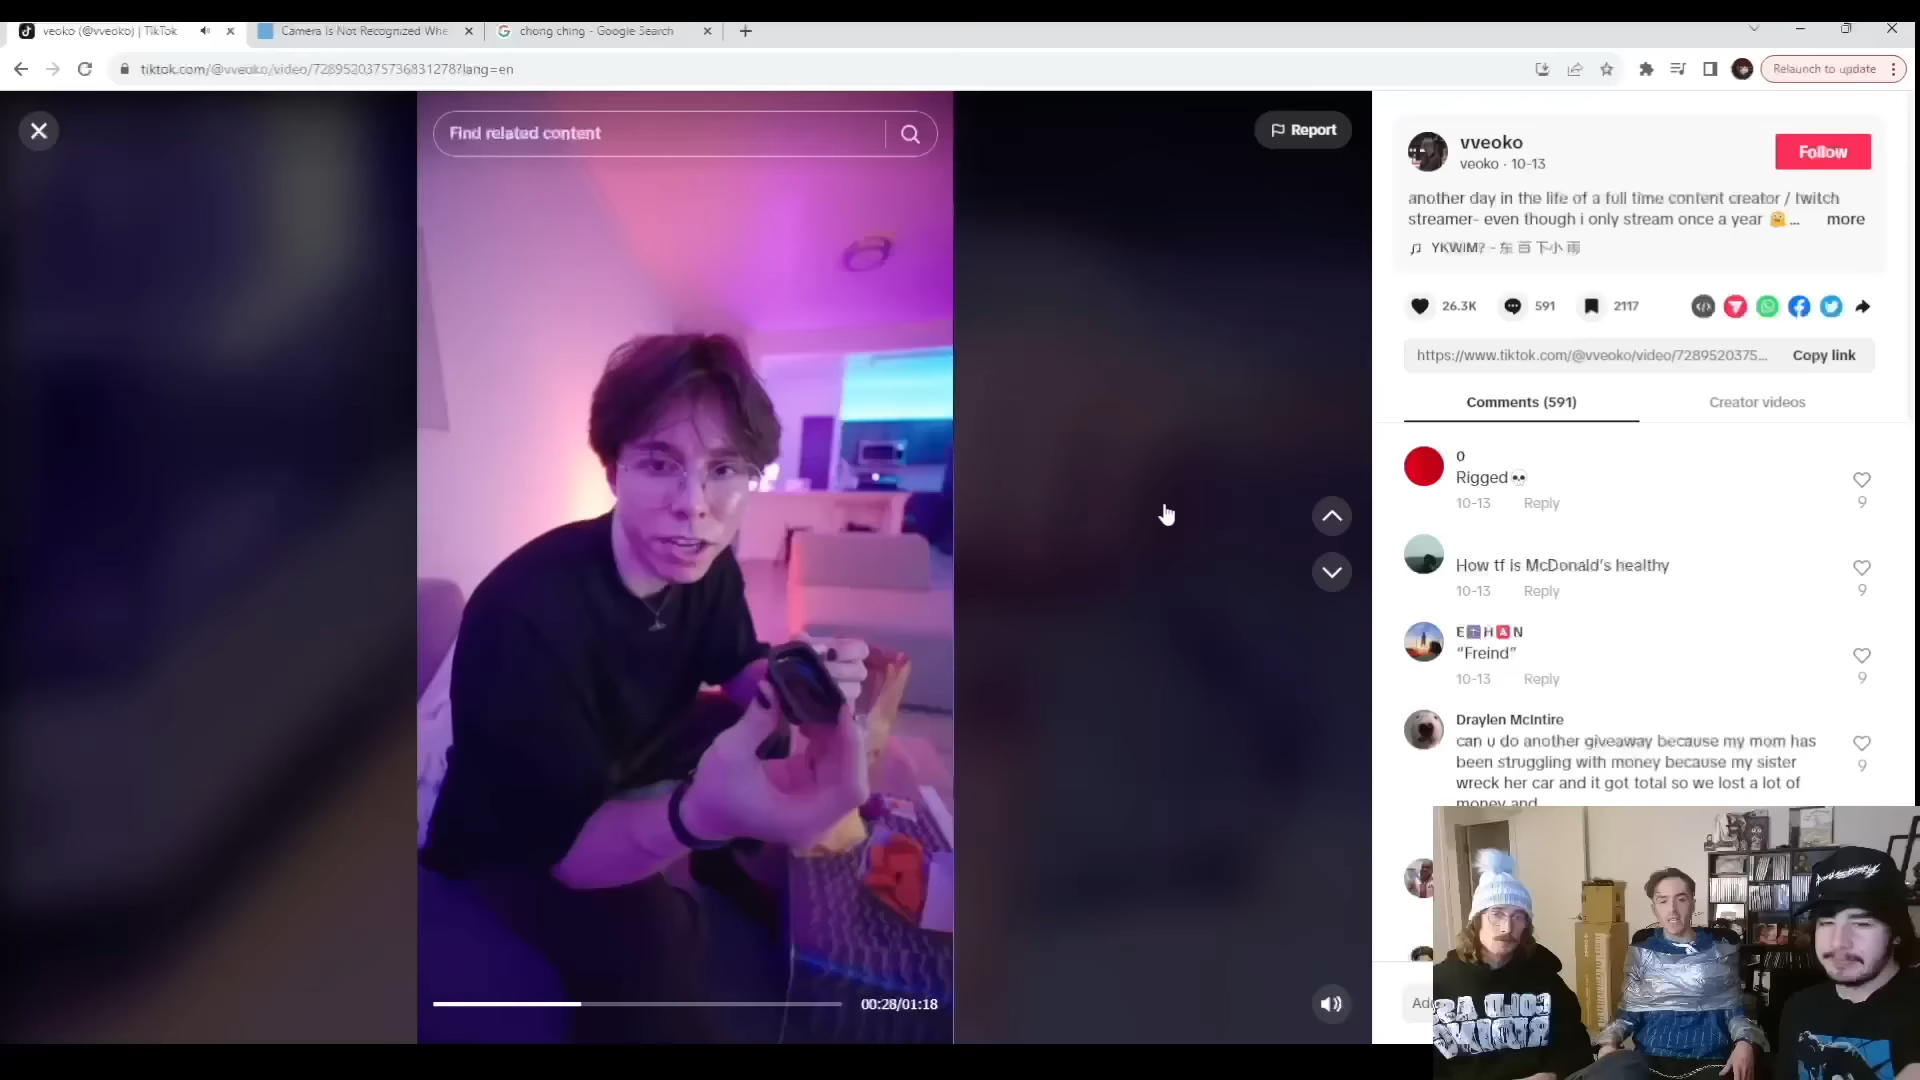 veoko (@vveoko) | TikTok
Camera Is Not Recognized Whe
chong ching - Google Search
tiktok.com/@vveoko/video/7289520375736831278?lang=en
Relaunch to update
Find related content
Report
vveoko
veoko · 10-13
Follow
another day in the life of a full time content creator / twitch
streamer- even though i only stream once a year 🤗 ... more
YKWIM? - 东百下小雨
26.3K
591
2117
https://www.tiktok.com/@vveoko/video/7289520375...
Copy link
Comments (591)
Creator videos
0
Rigged💀
10-13 Reply
9
How tf is McDonald's healthy
10-13 Reply
9
E🆃H🅰N
“Freind”
10-13 Reply
9
Draylen McIntire
can u do another giveaway because my mom has
been struggling with money because my sister
wreck her car and it got total so we lost a lot of
money and
9
00:28/01:18
Add